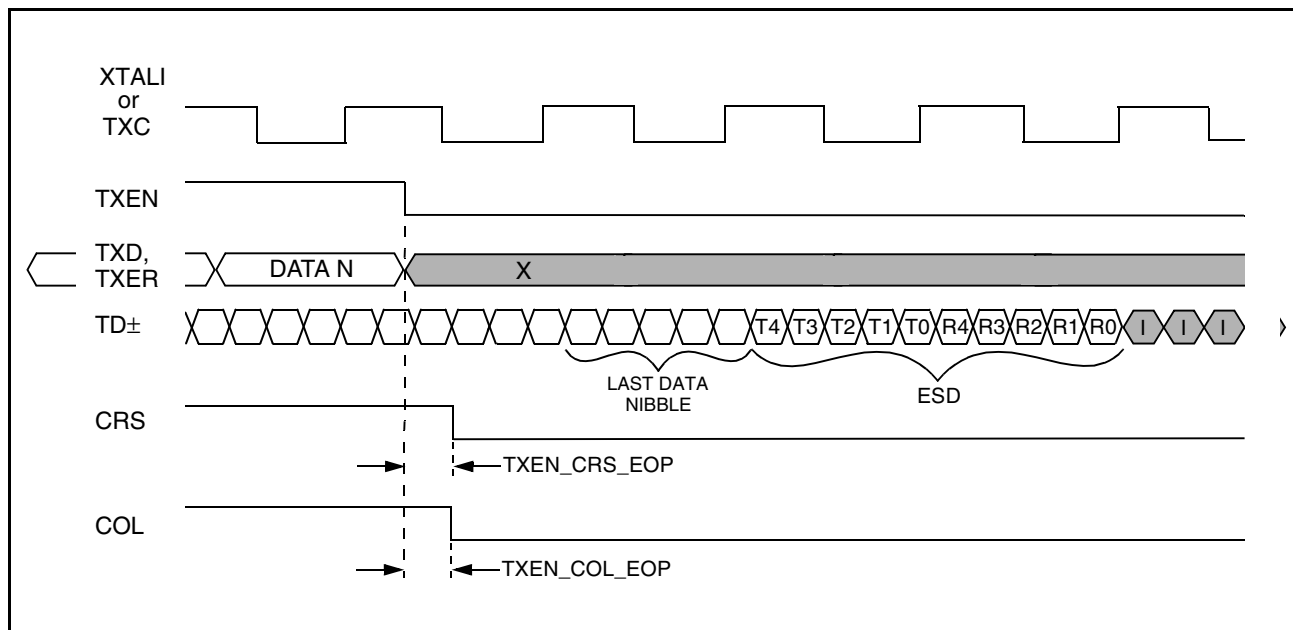 XTALI
or
TXC
TXEN
TXD,
TXER
DATA N
X
TD±
T4 T3 T2 T1 T0 R4 R3 R2 R1 R0 I I I
LAST DATA
NIBBLE
ESD
CRS
TXEN_CRS_EOP
COL
TXEN_COL_EOP